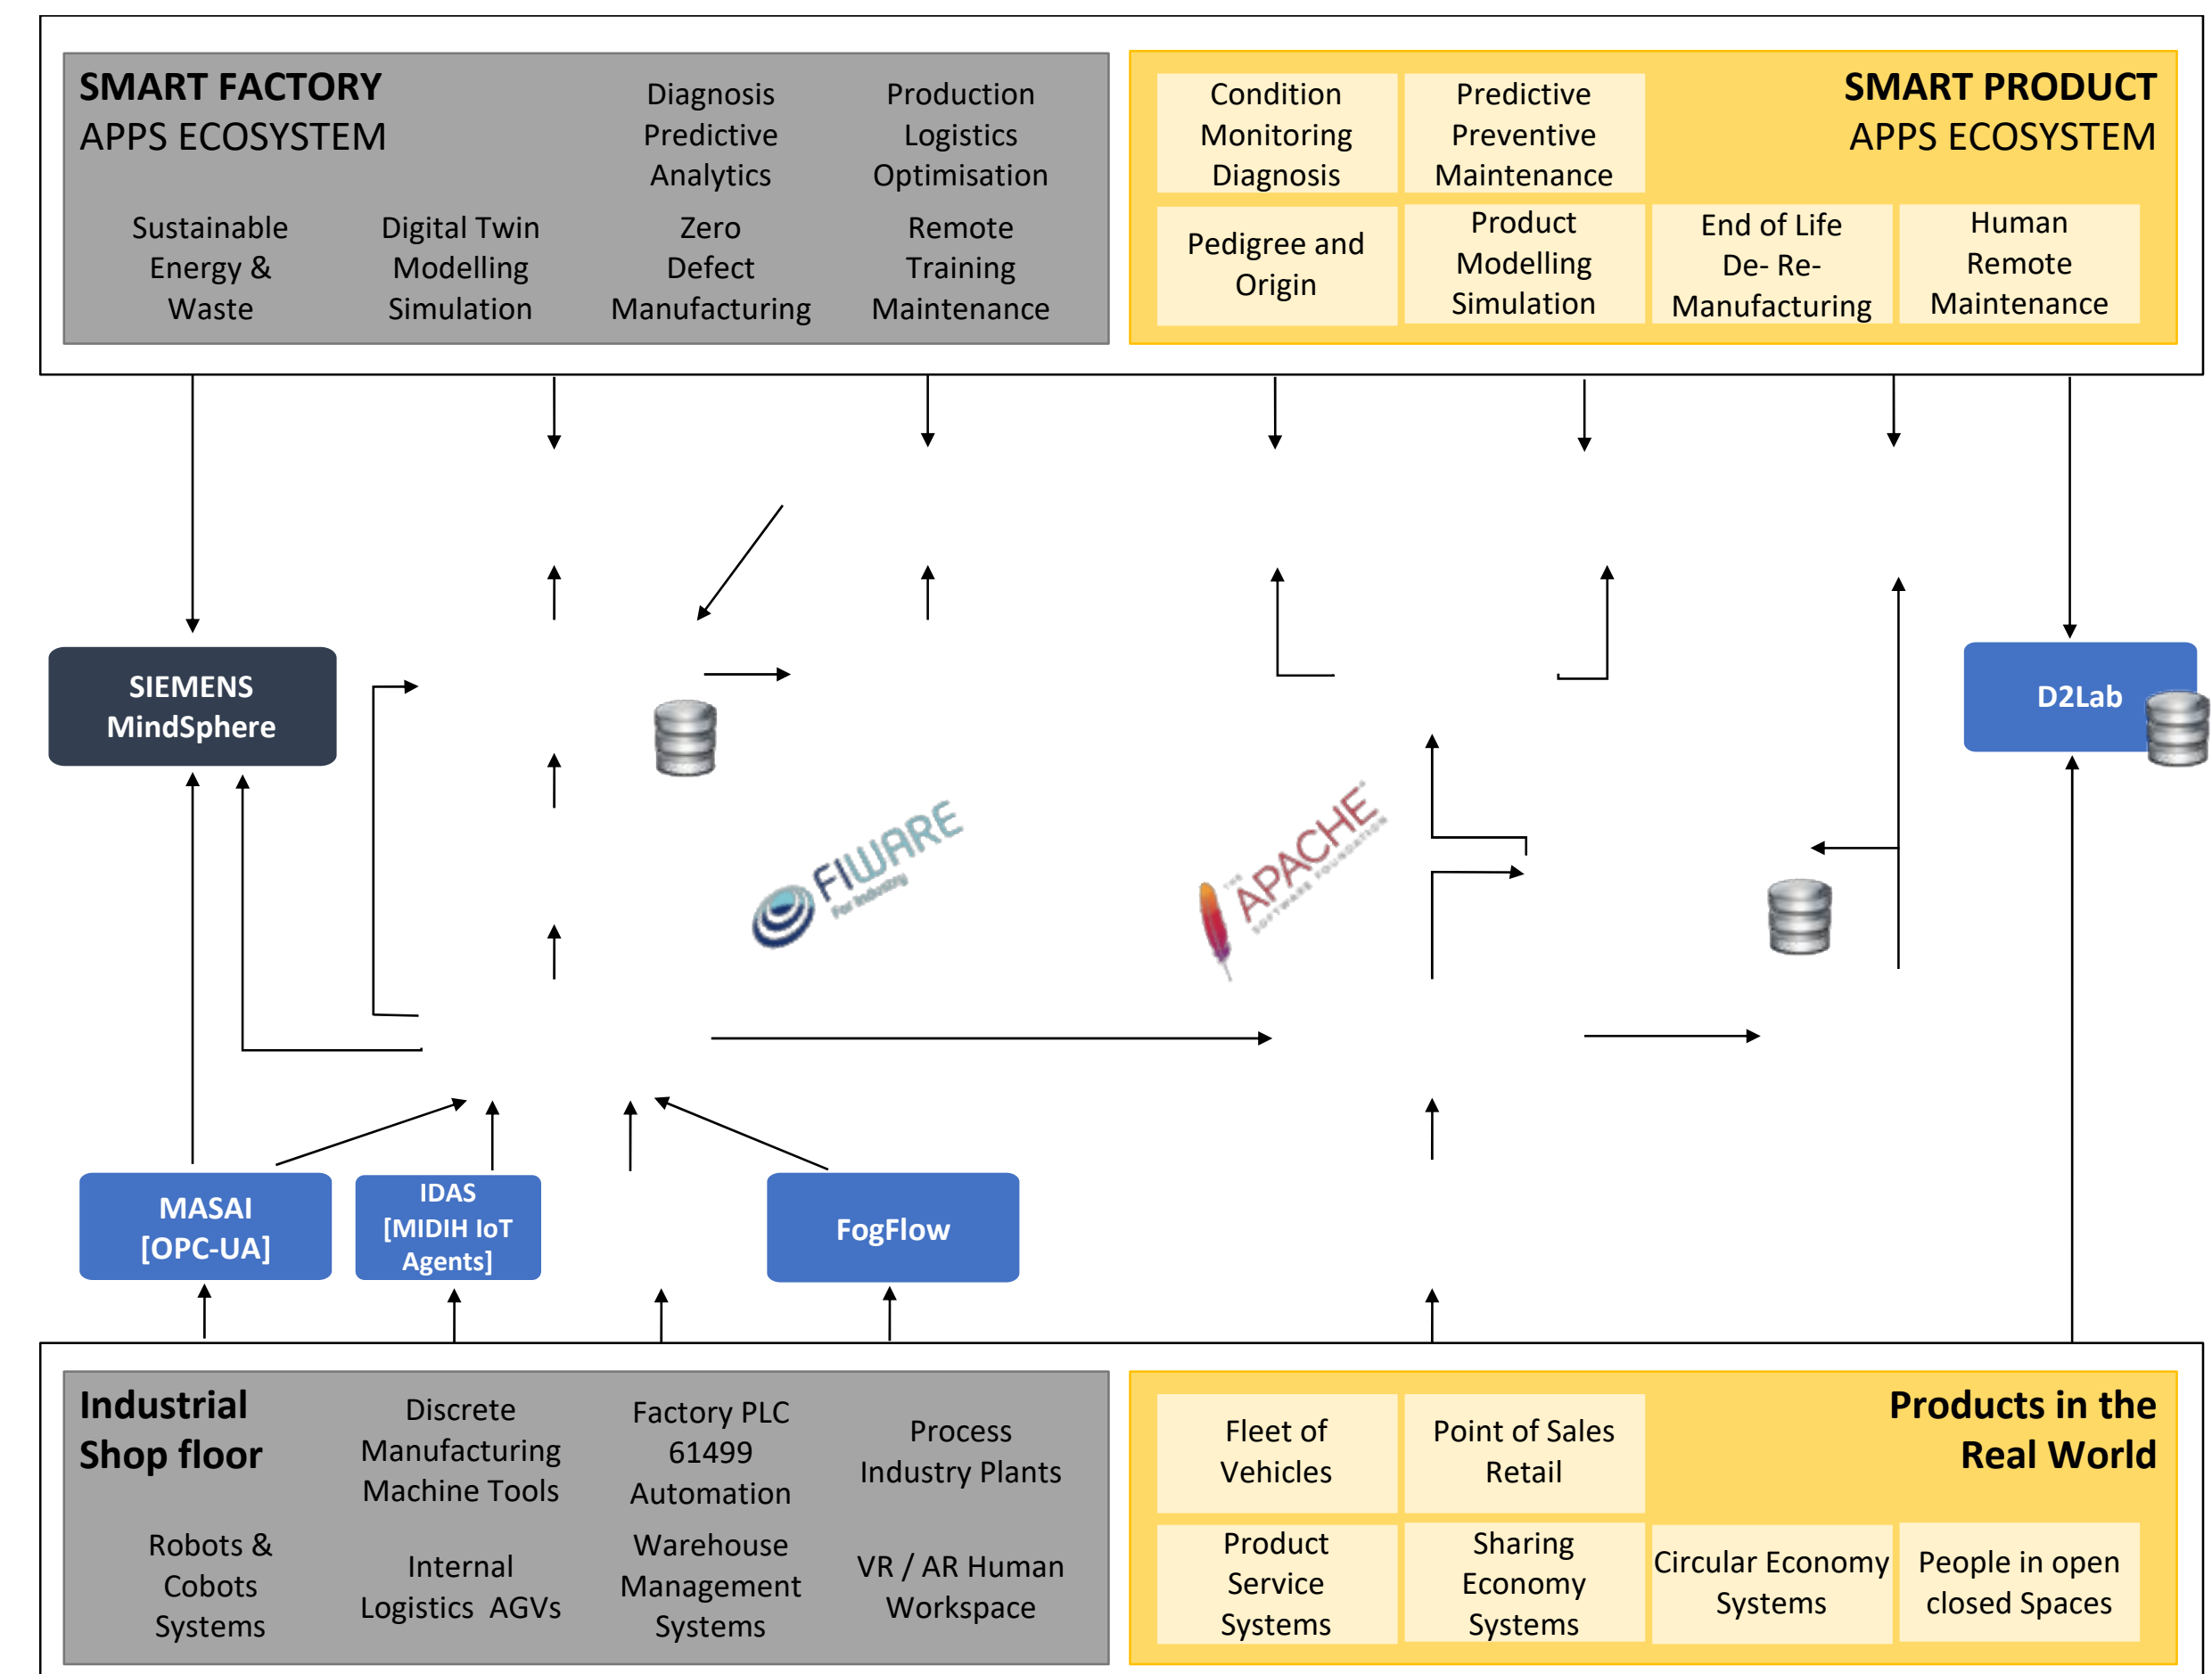 SMART FACTORY
APPS ECOSYSTEM
Diagnosis
Predictive
Analytics
Production
Logistics
Optimisation
Sustainable
Energy &
Waste
Digital Twin
Modelling
Simulation
Zero
Defect
Manufacturing
Remote
Training
Maintenance
Condition
Monitoring
Diagnosis
Predictive
Preventive
Maintenance
SMART PRODUCT
APPS ECOSYSTEM
Pedigree and
Origin
Product
Modelling
Simulation
End of Life
De- Re-
Manufacturing
Human
Remote
Maintenance
SIEMENS
MindSphere
D2Lab
FIWARE
For Industry
THE
APACHE
SOFTWARE FOUNDATION
MASAI
[OPC-UA]
IDAS
[MIDIH IoT
Agents]
FogFlow
Industrial
Shop floor
Discrete
Manufacturing
Machine Tools
Factory PLC
61499
Automation
Process
Industry Plants
Robots &
Cobots
Systems
Internal
Logistics  AGVs
Warehouse
Management
Systems
VR / AR Human
Workspace
Fleet of
Vehicles
Point of Sales
Retail
Products in the
Real World
Product
Service
Systems
Sharing
Economy
Systems
Circular Economy
Systems
People in open
closed Spaces